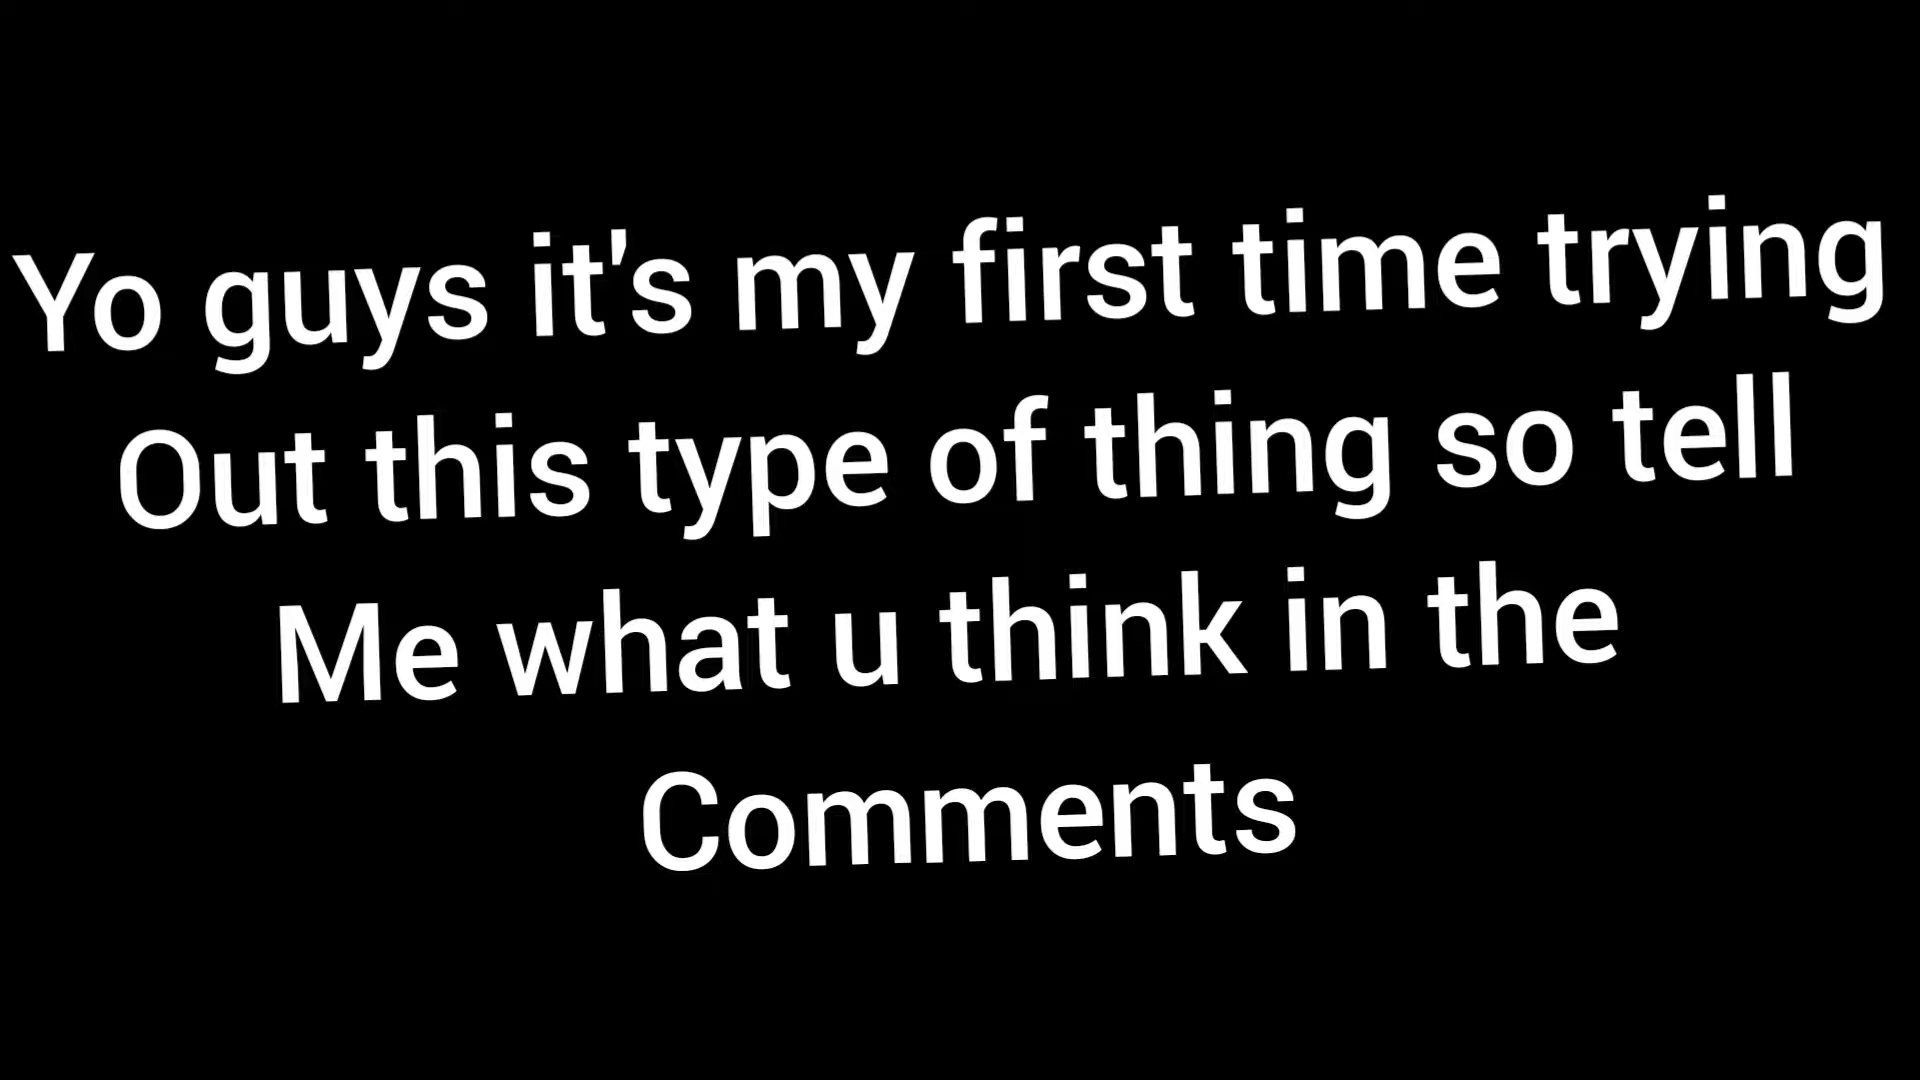 Yo guys it's my first time trying
Out this type of thing so tell
Me what u think in the
Comments